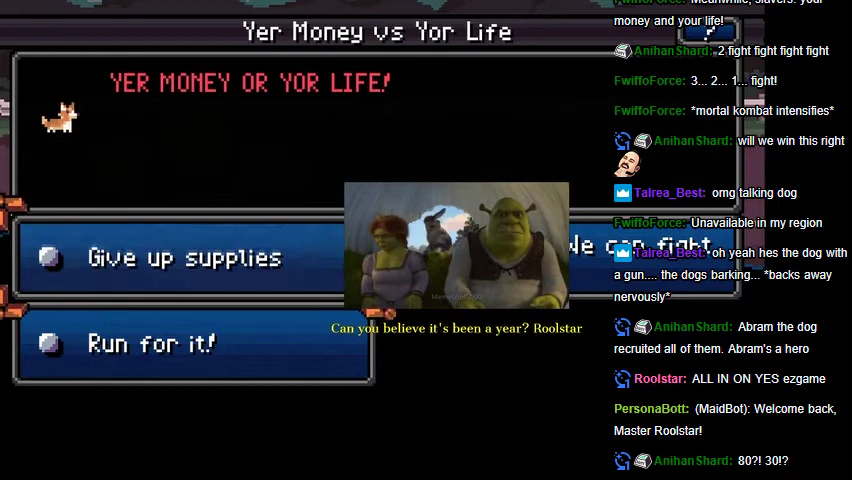 Yer Money vs Yor Life
?
YER MONEY OR YOR LIFE!
Give up supplies
We can fight
Run for it!
Can you believe it's been a year? Roolstar
FwiffoForce: Meanwhile, slavers: your
money and your life!
AnihanShard: 2 fight fight fight fight
FwiffoForce: 3... 2... 1... fight!
FwiffoForce: *mortal kombat intensifies*
AnihanShard: will we win this right
Talrea_Best: omg talking dog
FwiffoForce: Unavailable in my region
Talrea_Best: oh yeah hes the dog with
a gun.... the dogs barking... *backs away
nervously*
AnihanShard: Abram the dog
recruited all of them. Abram's a hero
Roolstar: ALL IN ON YES ezgame
PersonaBott: (MaidBot): Welcome back,
Master Roolstar!
AnihanShard: 80?! 30!?